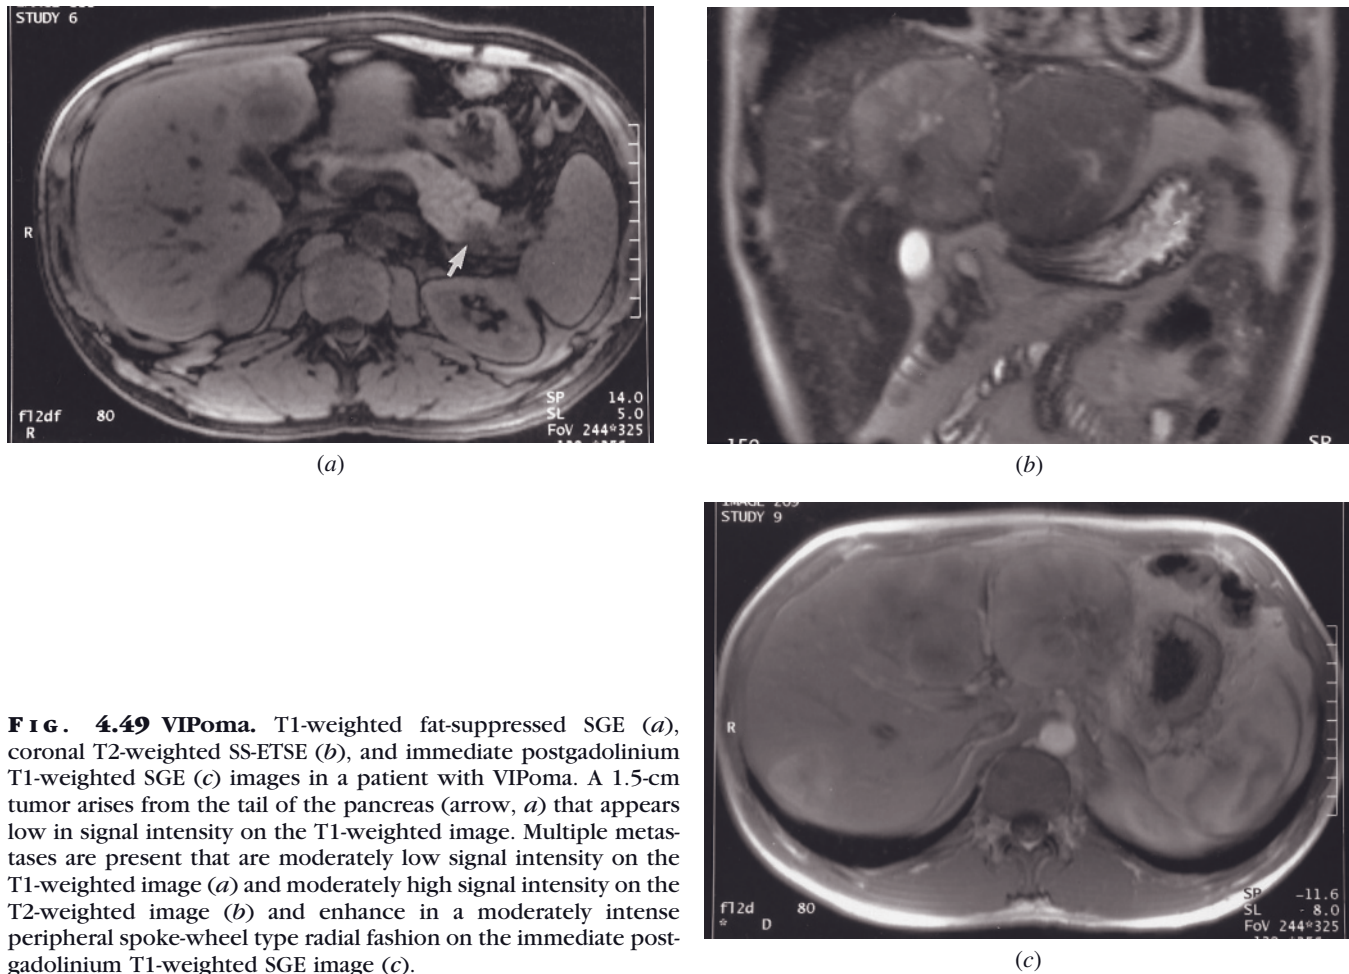 STUDY 6
R
fl2df 80
R
SP 14.0
SL 5.0
FoV 244*325
(a)
SP
(b)
STUDY 9
R
fl2d 80
* D
SP -11.6
SL - 8.0
FoV 244*325
(c)
FIG. 4.49 VIPoma. T1-weighted fat-suppressed SGE (a),
coronal T2-weighted SS-ETSE (b), and immediate postgadolinium
T1-weighted SGE (c) images in a patient with VIPoma. A 1.5-cm
tumor arises from the tail of the pancreas (arrow, a) that appears
low in signal intensity on the T1-weighted image. Multiple metas-
tases are present that are moderately low signal intensity on the
T1-weighted image (a) and moderately high signal intensity on the
T2-weighted image (b) and enhance in a moderately intense
peripheral spoke-wheel type radial fashion on the immediate post-
gadolinium T1-weighted SGE image (c).